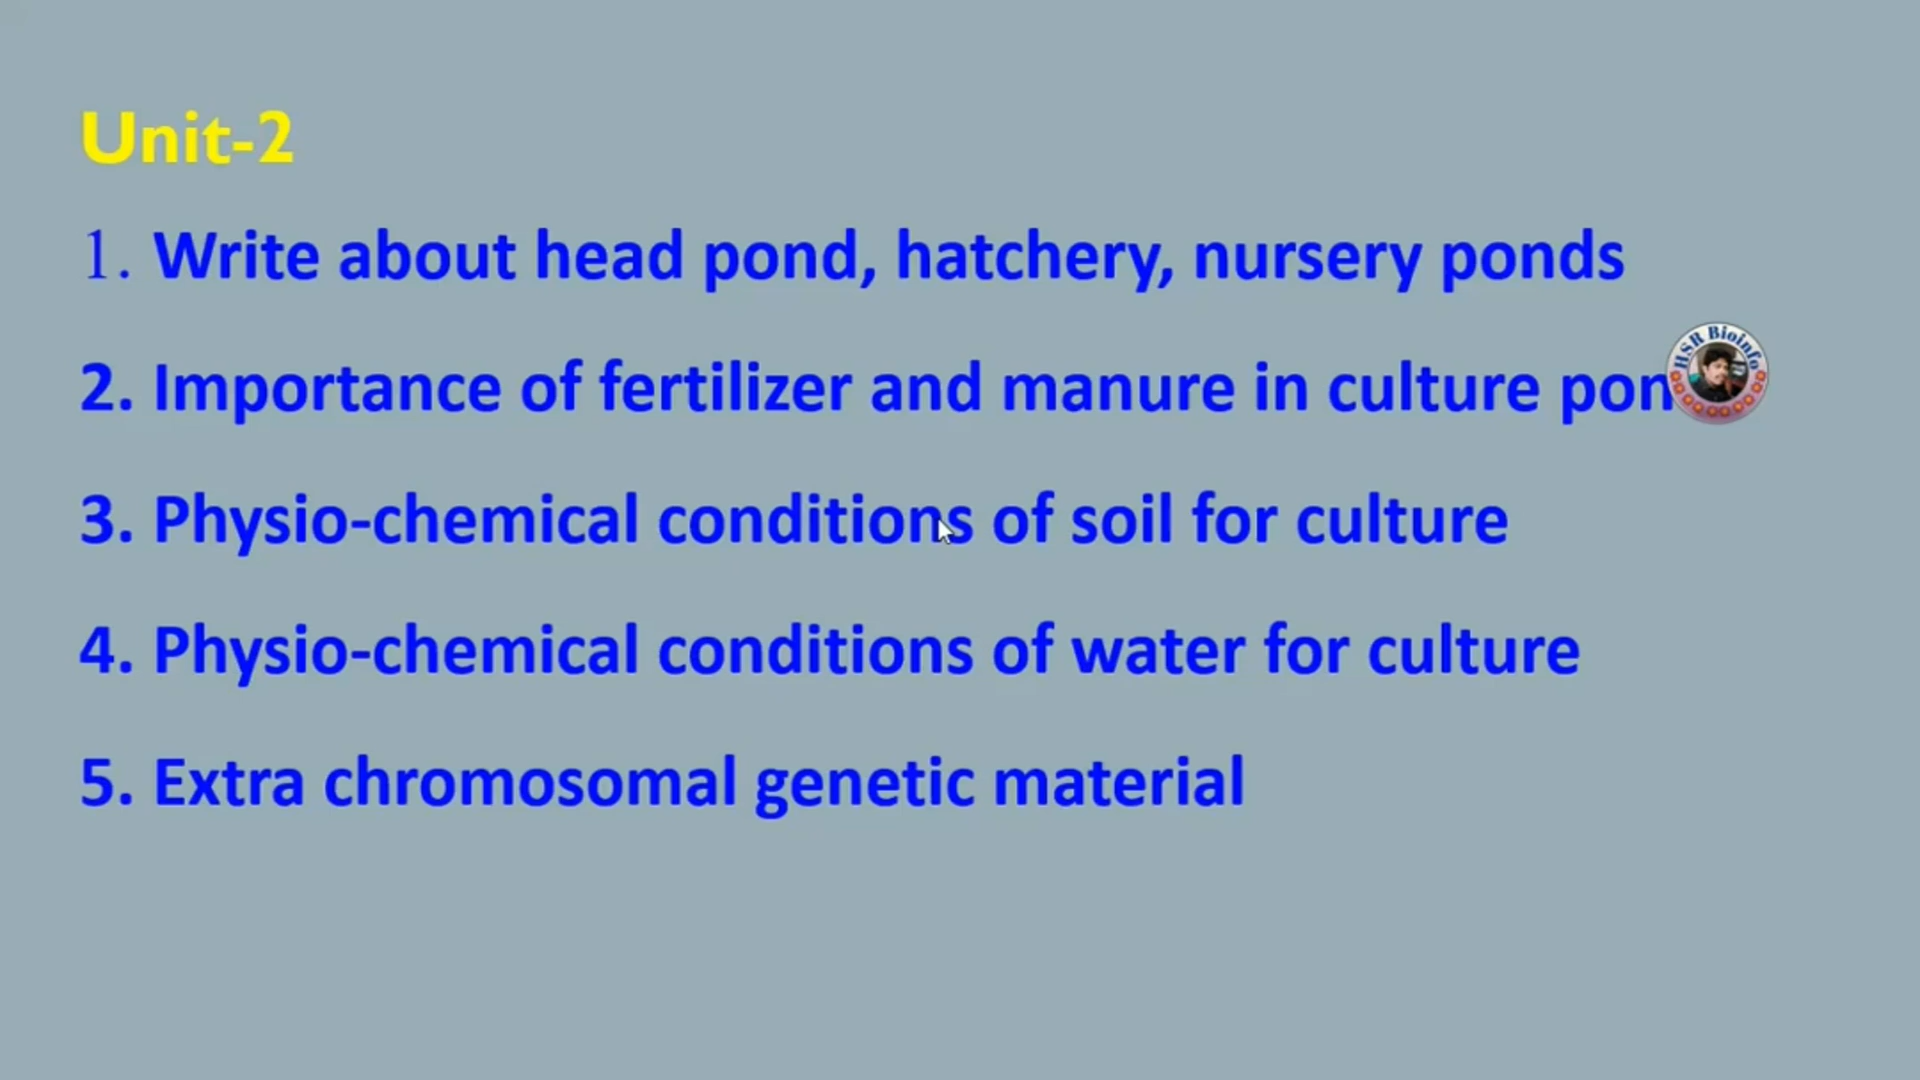 Unit-2
1. Write about head pond, hatchery, nursery ponds
2. Importance of fertilizer and manure in culture
3. Physio-chemical conditions of soil for culture
4. Physio-chemical conditions of water for culture
5. Extra chromosomal genetic material
HSR Bioinfo